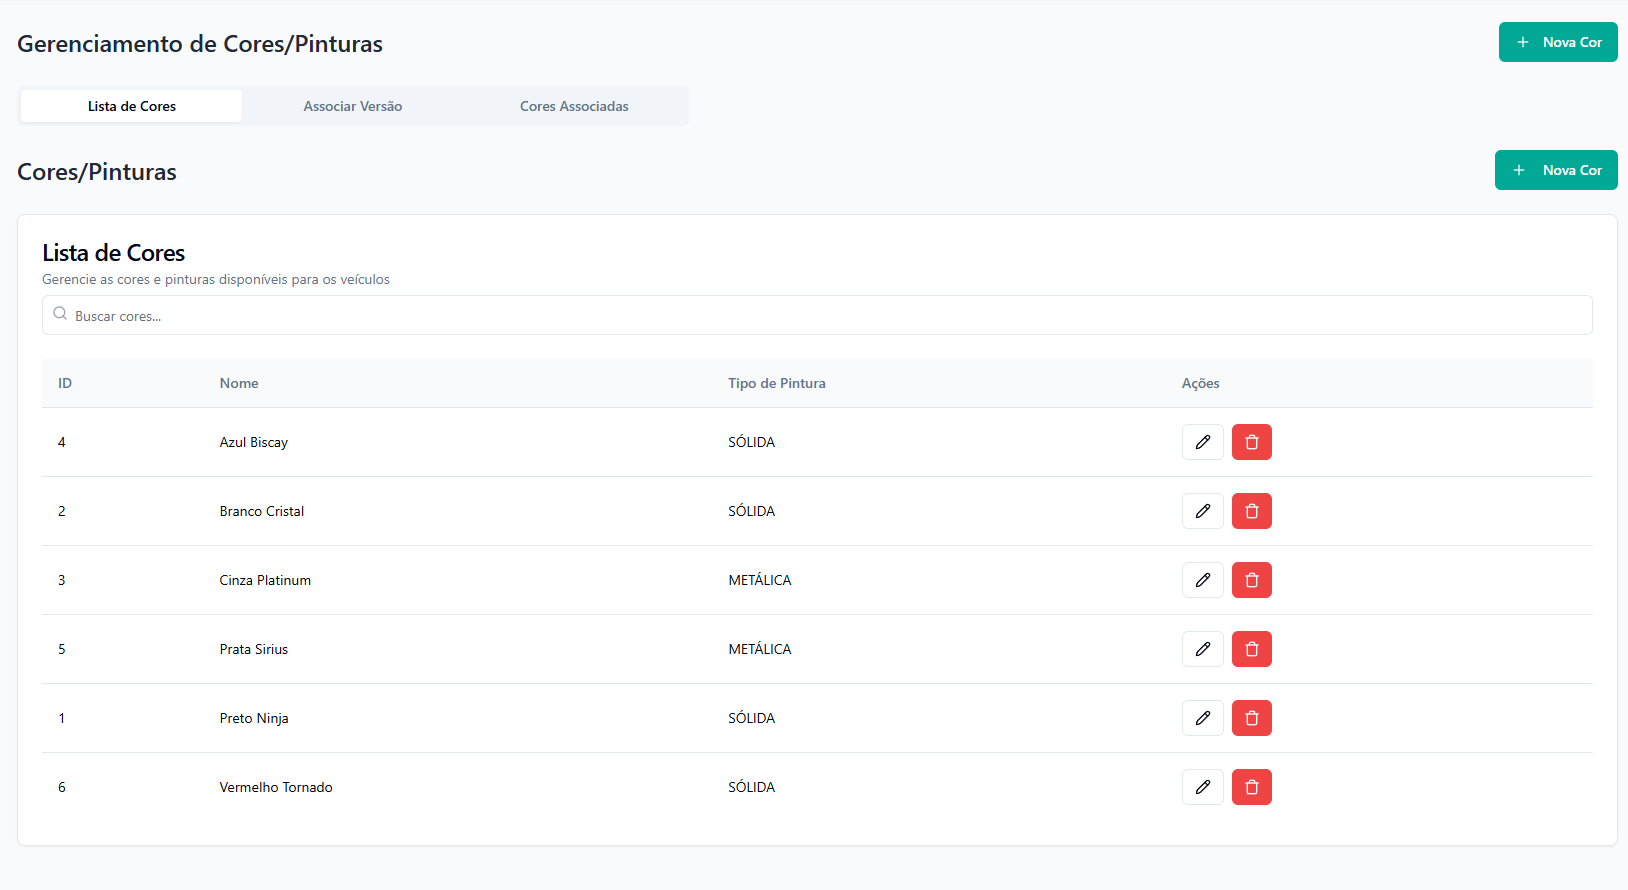 Gerenciamento de Cores/Pinturas
Nova Cor
Lista de Cores Associar Versão Cores Associadas
Cores/Pinturas
Nova Cor
Lista de Cores
Gerencie as cores e pinturas disponíveis para os veículos
Buscar cores...
ID Nome Tipo de Pintura Ações
4 Azul Biscay SÓLIDA
2 Branco Cristal SÓLIDA
3 Cinza Platinum METÁLICA
5 Prata Sirius METÁLICA
1 Preto Ninja SÓLIDA
6 Vermelho Tornado SÓLIDA